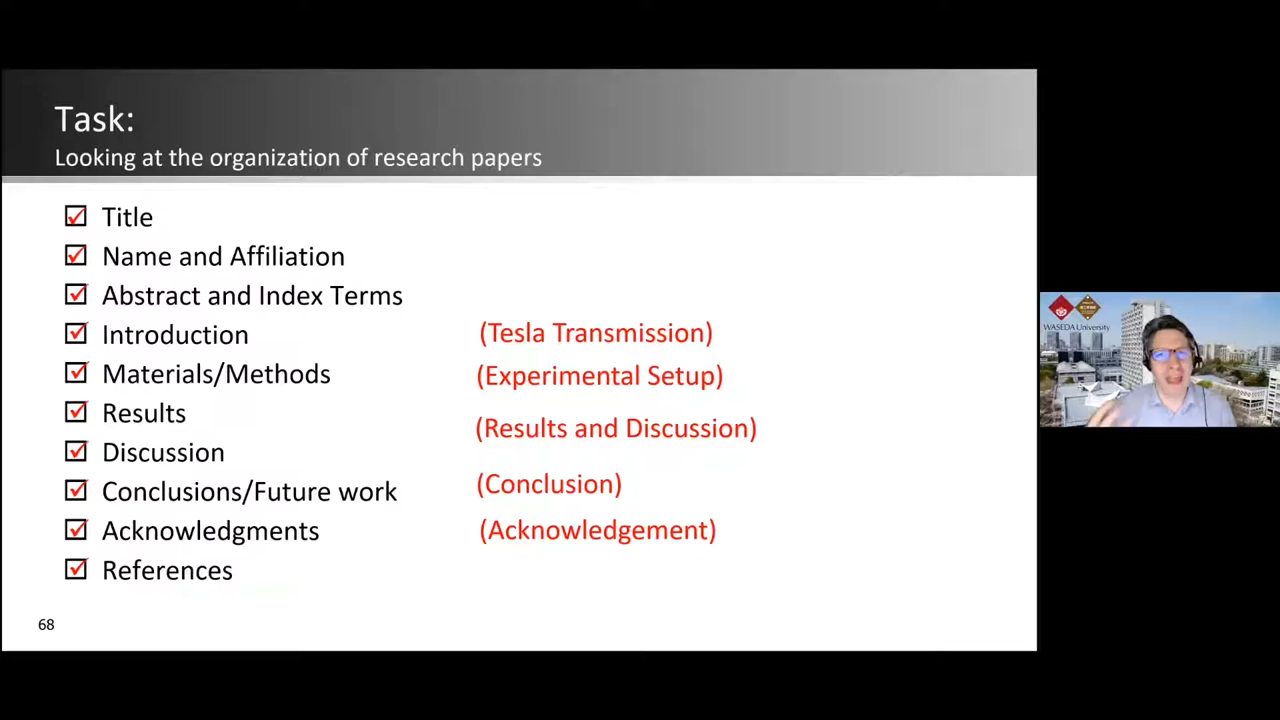 Task:
Looking at the organization of research papers
Title
Name and Affiliation
Abstract and Index Terms
Introduction
(Tesla Transmission)
Materials/Methods
(Experimental Setup)
Results
(Results and Discussion)
Discussion
Conclusions/Future work
(Conclusion)
Acknowledgments
(Acknowledgement)
References
68
WASEDA University